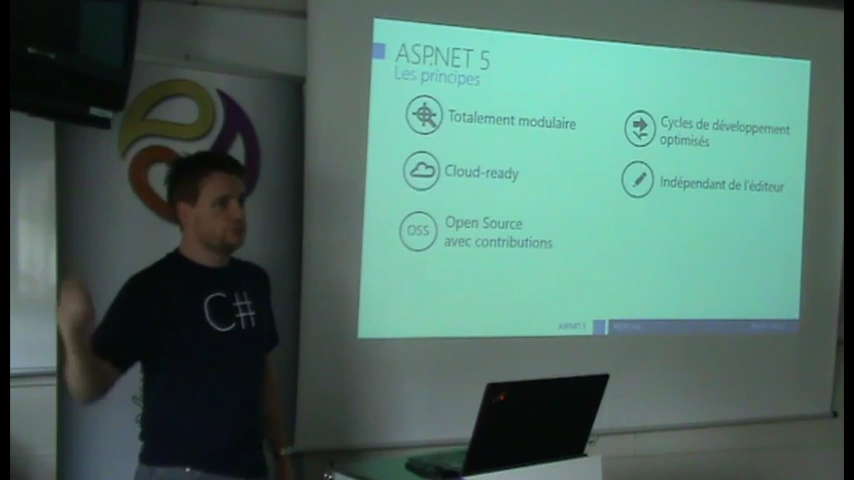 ASP.NET 5
Les principes
Totalement modulaire
Cloud-ready
OSS
Open Source
avec contributions
Cycles de développement
optimisés
Indépendant de l'éditeur
ASP.NET 5
C#